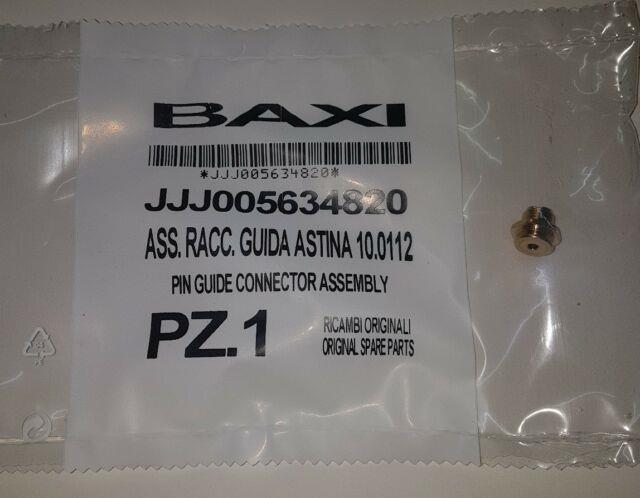 BAXI
*JJJ005634820*
JJJ005634820
ASS. RACC. GUIDA ASTINA 10.0112
PIN GUIDE CONNECTOR ASSEMBLY
PZ.1
RICAMBI ORIGINALI
ORIGINAL SPARE PARTS